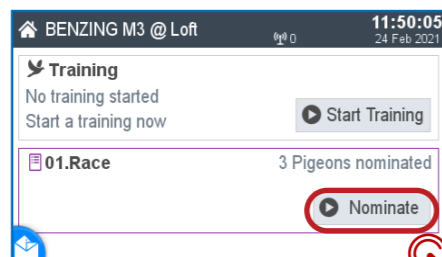 BENZING M3 @ Loft
0
11:50:05
24 Feb 2021
Training
No training started
Start a training now
Start Training
01.Race
3 Pigeons nominated
Nominate